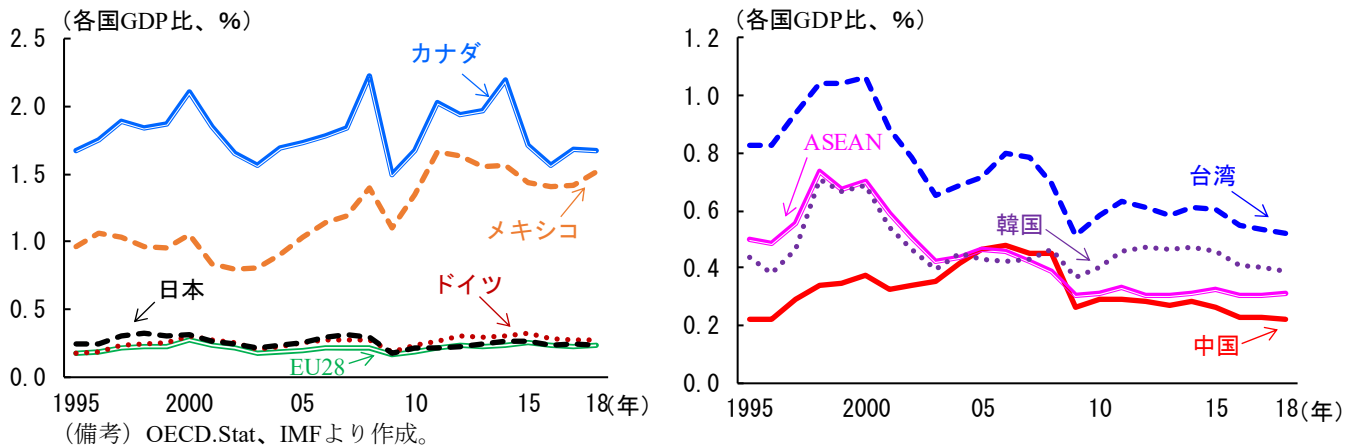 (各国GDP比、%)
2.5
2.0
1.5
1.0
0.5
0.0
カナダ
メキシコ
日本
ドイツ
EU28
1995 2000 05 10 15 18(年)
(備考)OECD.Stat、IMFより作成。
(各国GDP比、%)
1.2
1.0
0.8
0.6
0.4
0.2
0.0
ASEAN
台湾
韓国
中国
1995 2000 05 10 15 18(年)